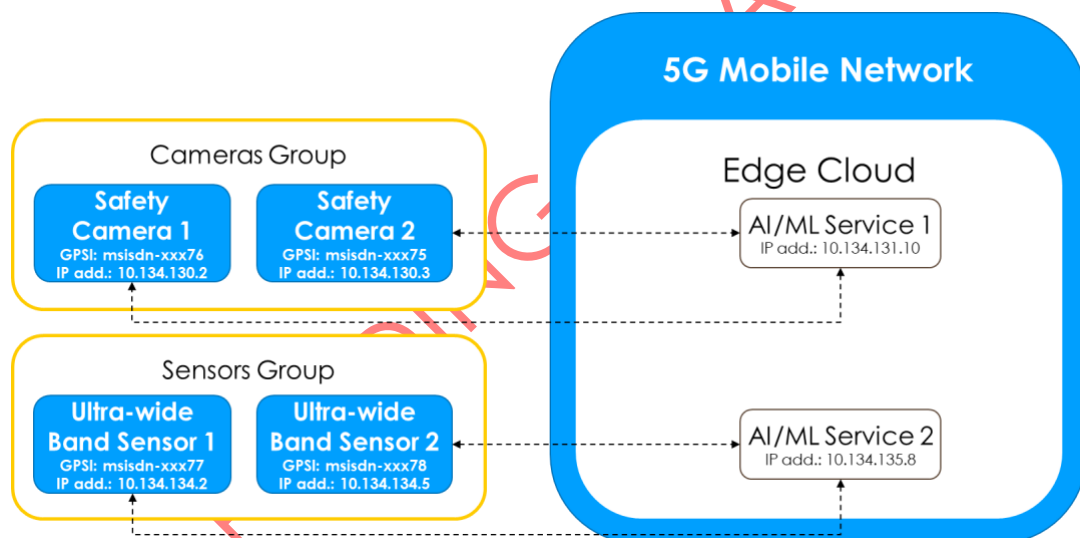 5G Mobile Network
Cameras Group
Safety
Camera 1
GPSI: msisdn-xxx76
IP add.: 10.134.130.2
Safety
Camera 2
GPSI: msisdn-xxx75
IP add.: 10.134.130.3
Edge Cloud
AI/ML Service 1
IP add.: 10.134.131.10
Sensors Group
Ultra-wide
Band Sensor 1
GPSI: msisdn-xxx77
IP add.: 10.134.134.2
Ultra-wide
Band Sensor 2
GPSI: msisdn-xxx78
IP add.: 10.134.134.5
AI/ML Service 2
IP add.: 10.134.135.8